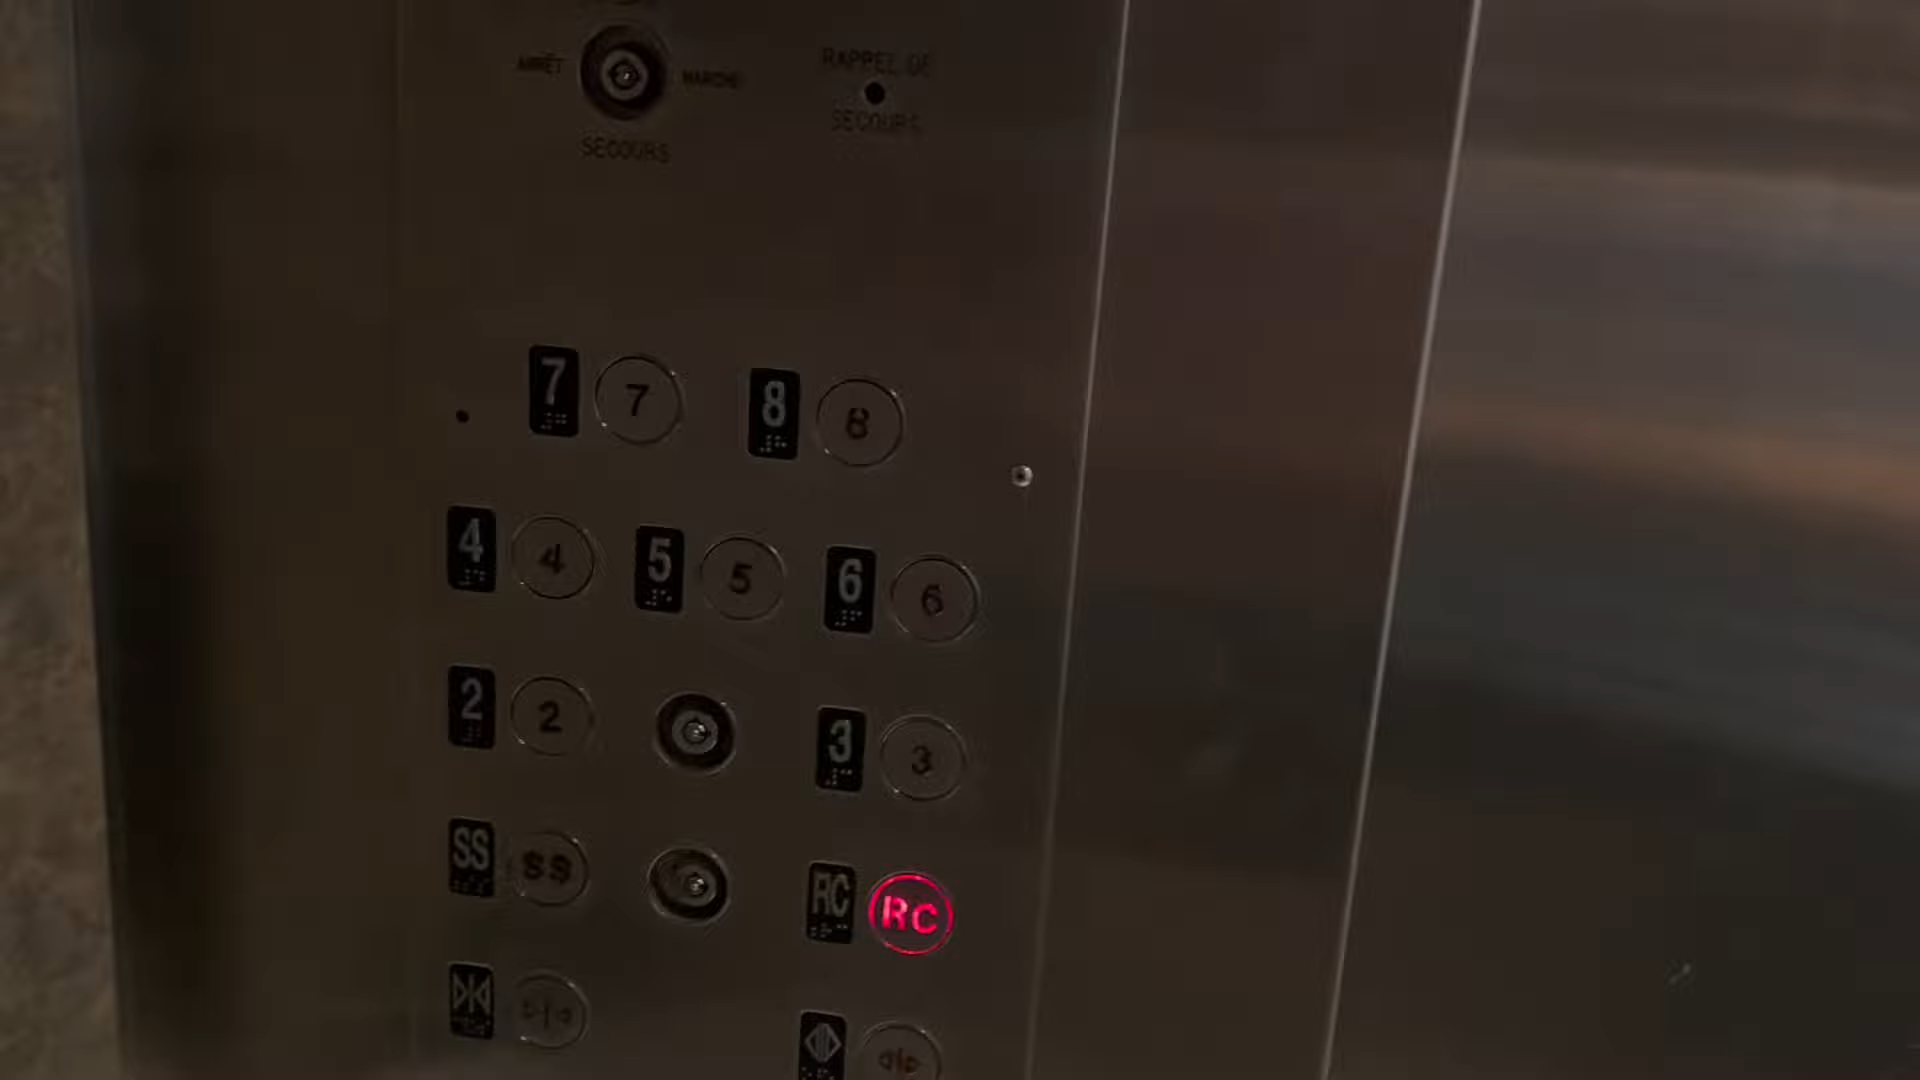 ARRÊT
MARCHE
SECOURS
RAPPEL DE
SECOURS
7 7 8 8
4 4 5 5 6 6
2 2 3 3
SS SS RC RC